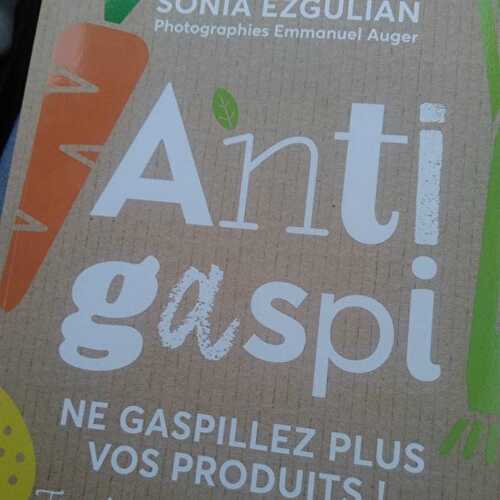 SONIA EZGULIAN
Photographies Emmanuel Auger
Anti
gaspi
NE GASPILLEZ PLUS
VOS PRODUITS !